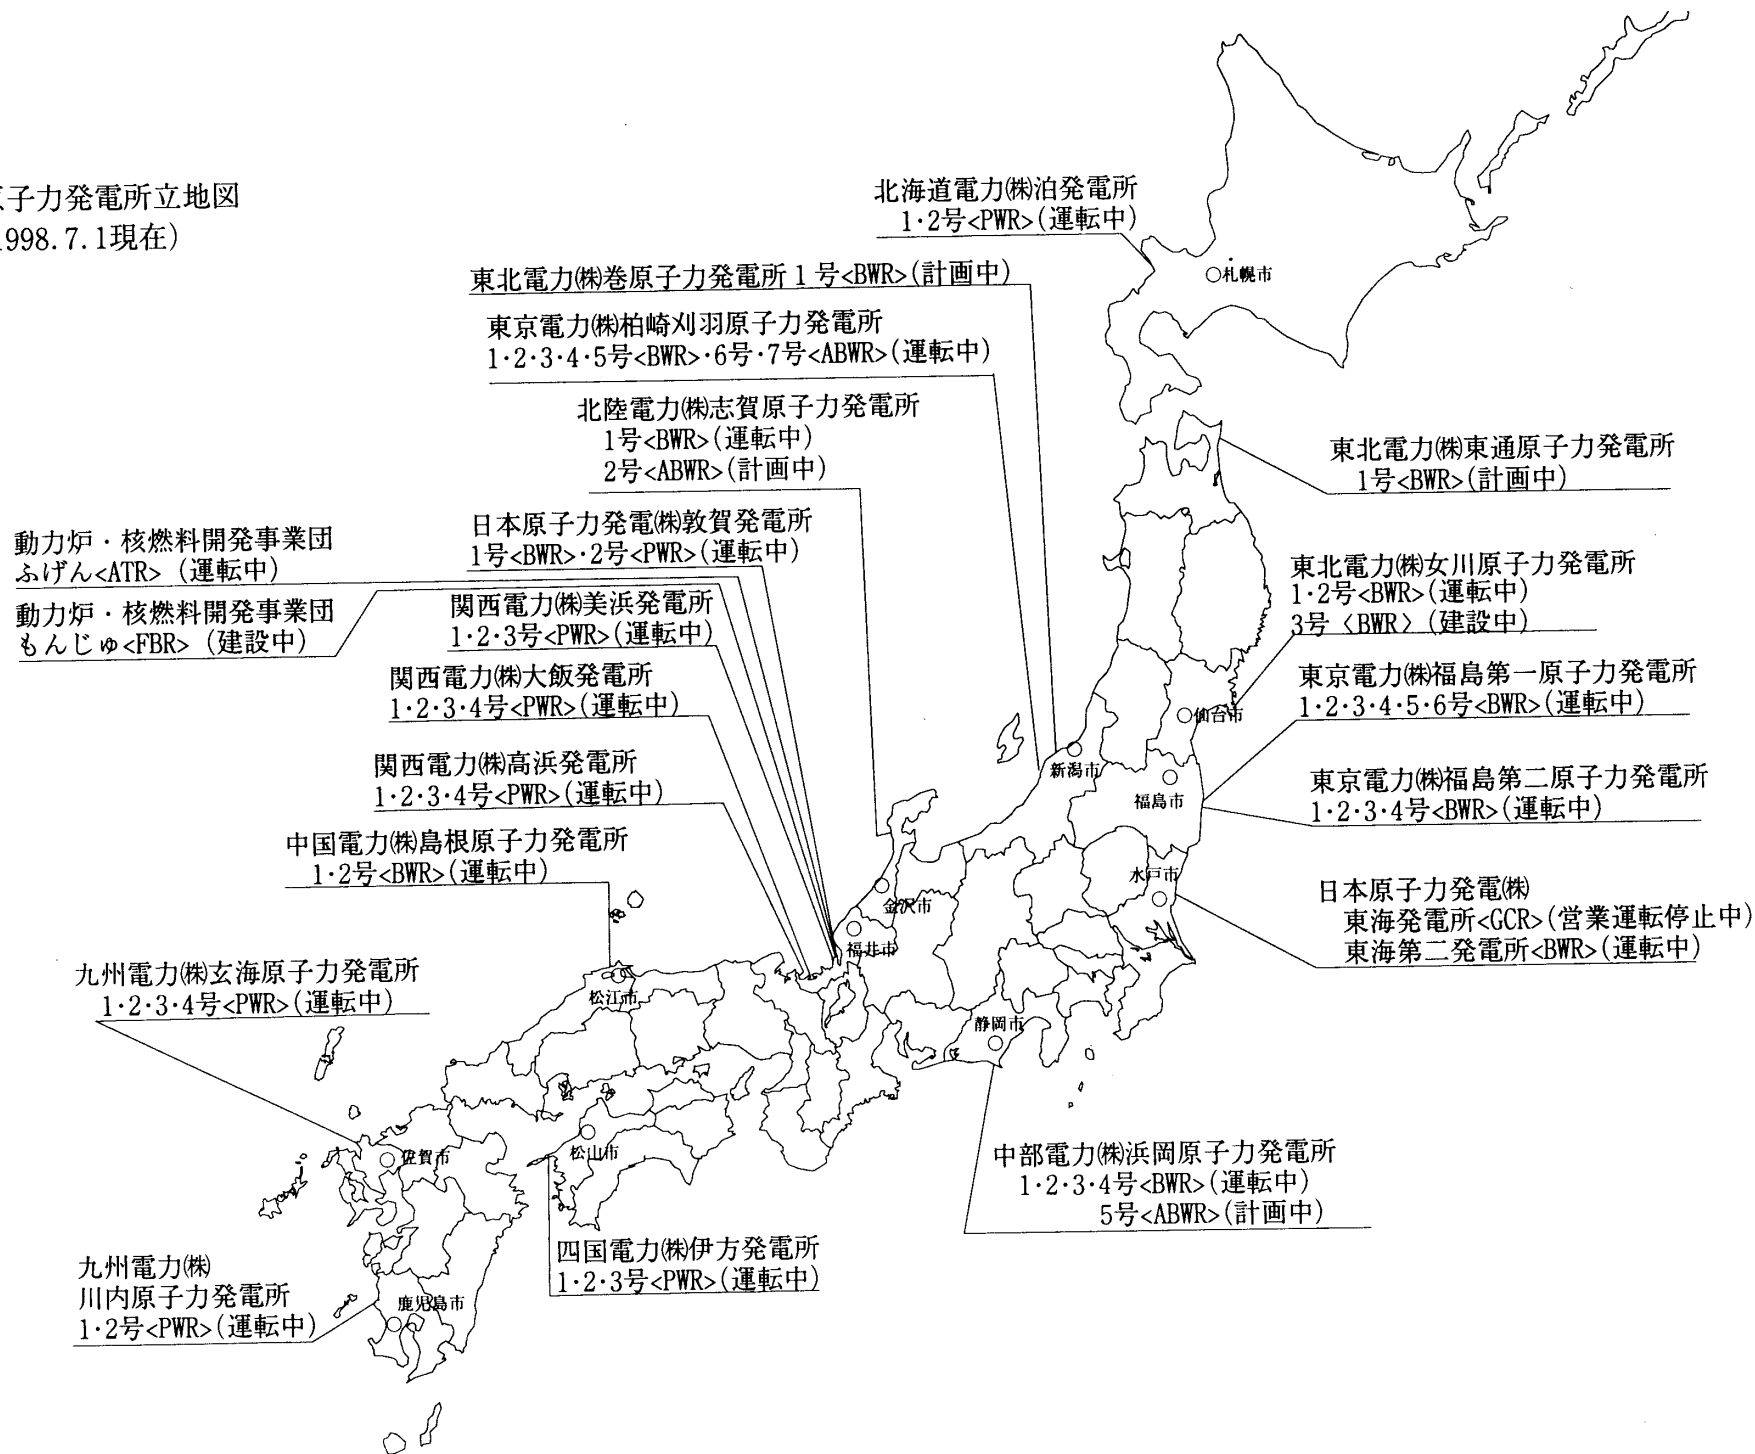 子力発電所立地図
1998.7.1現在)
北海道電力㈱泊発電所
1·2号<PWR>(運転中)
東北電力㈱巻原子力発電所1号<BWR>(計画中)
東京電力㈱柏崎刈羽原子力発電所
1·2·3·4·5号<BWR>·6号·7号<ABWR>(運転中)
北陸電力㈱志賀原子力発電所
1号<BWR>(運転中)
2号<ABWR>(計画中)
日本原子力発電㈱敦賀発電所
1号<BWR>·2号<PWR>(運転中)
動力炉・核燃料開発事業団
ふげん<ATR>(運転中)
動力炉・核燃料開発事業団
もんじゅ<FBR>(建設中)
関西電力㈱美浜発電所
1·2·3号<PWR>(運転中)
関西電力㈱大飯発電所
1·2·3·4号<PWR>(運転中)
関西電力㈱高浜発電所
1·2·3·4号<PWR>(運転中)
中国電力㈱島根原子力発電所
1·2号<BWR>(運転中)
九州電力㈱玄海原子力発電所
1·2·3·4号<PWR>(運転中)
九州電力㈱
川内原子力発電所
1·2号<PWR>(運転中)
四国電力㈱伊方発電所
1·2·3号<PWR>(運転中)
中部電力㈱浜岡原子力発電所
1·2·3·4号<BWR>(運転中)
5号<ABWR>(計画中)
東北電力㈱東通原子力発電所
1号<BWR>(計画中)
東北電力㈱女川原子力発電所
1·2号<BWR>(運転中)
3号〈BWR〉(建設中)
東京電力㈱福島第一原子力発電所
1·2·3·4·5·6号<BWR>(運転中)
東京電力㈱福島第二原子力発電所
1·2·3·4号<BWR>(運転中)
日本原子力発電㈱
東海発電所<GCR>(営業運転停止中)
東海第二発電所<BWR>(運転中)
札幌市
仙台市
新潟市
福島市
水戸市
金沢市
福井市
松江市
静岡市
松山市
佐賀市
鹿児島市